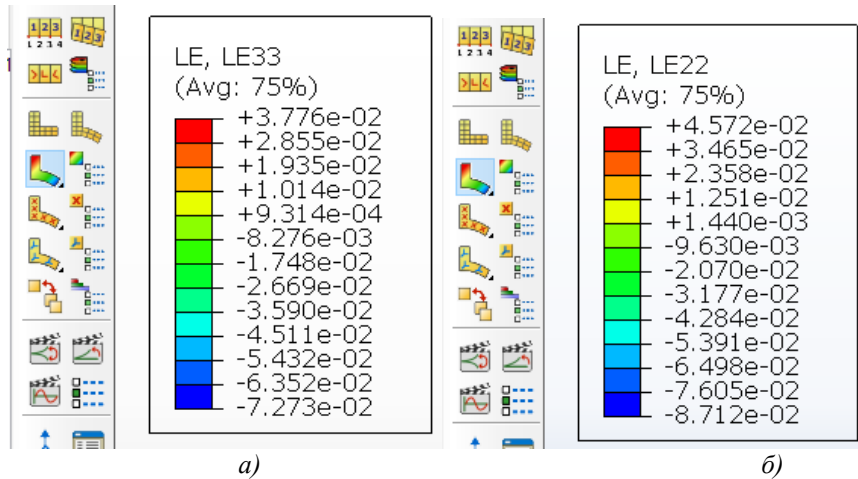 LE, LE33
(Avg: 75%)
+3.776e-02
+2.855e-02
+1.935e-02
+1.014e-02
+9.314e-04
-8.276e-03
-1.748e-02
-2.669e-02
-3.590e-02
-4.511e-02
-5.432e-02
-6.352e-02
-7.273e-02
LE, LE22
(Avg: 75%)
+4.572e-02
+3.465e-02
+2.358e-02
+1.251e-02
+1.440e-03
-9.630e-03
-2.070e-02
-3.177e-02
-4.284e-02
-5.391e-02
-6.498e-02
-7.605e-02
-8.712e-02
а)
б)